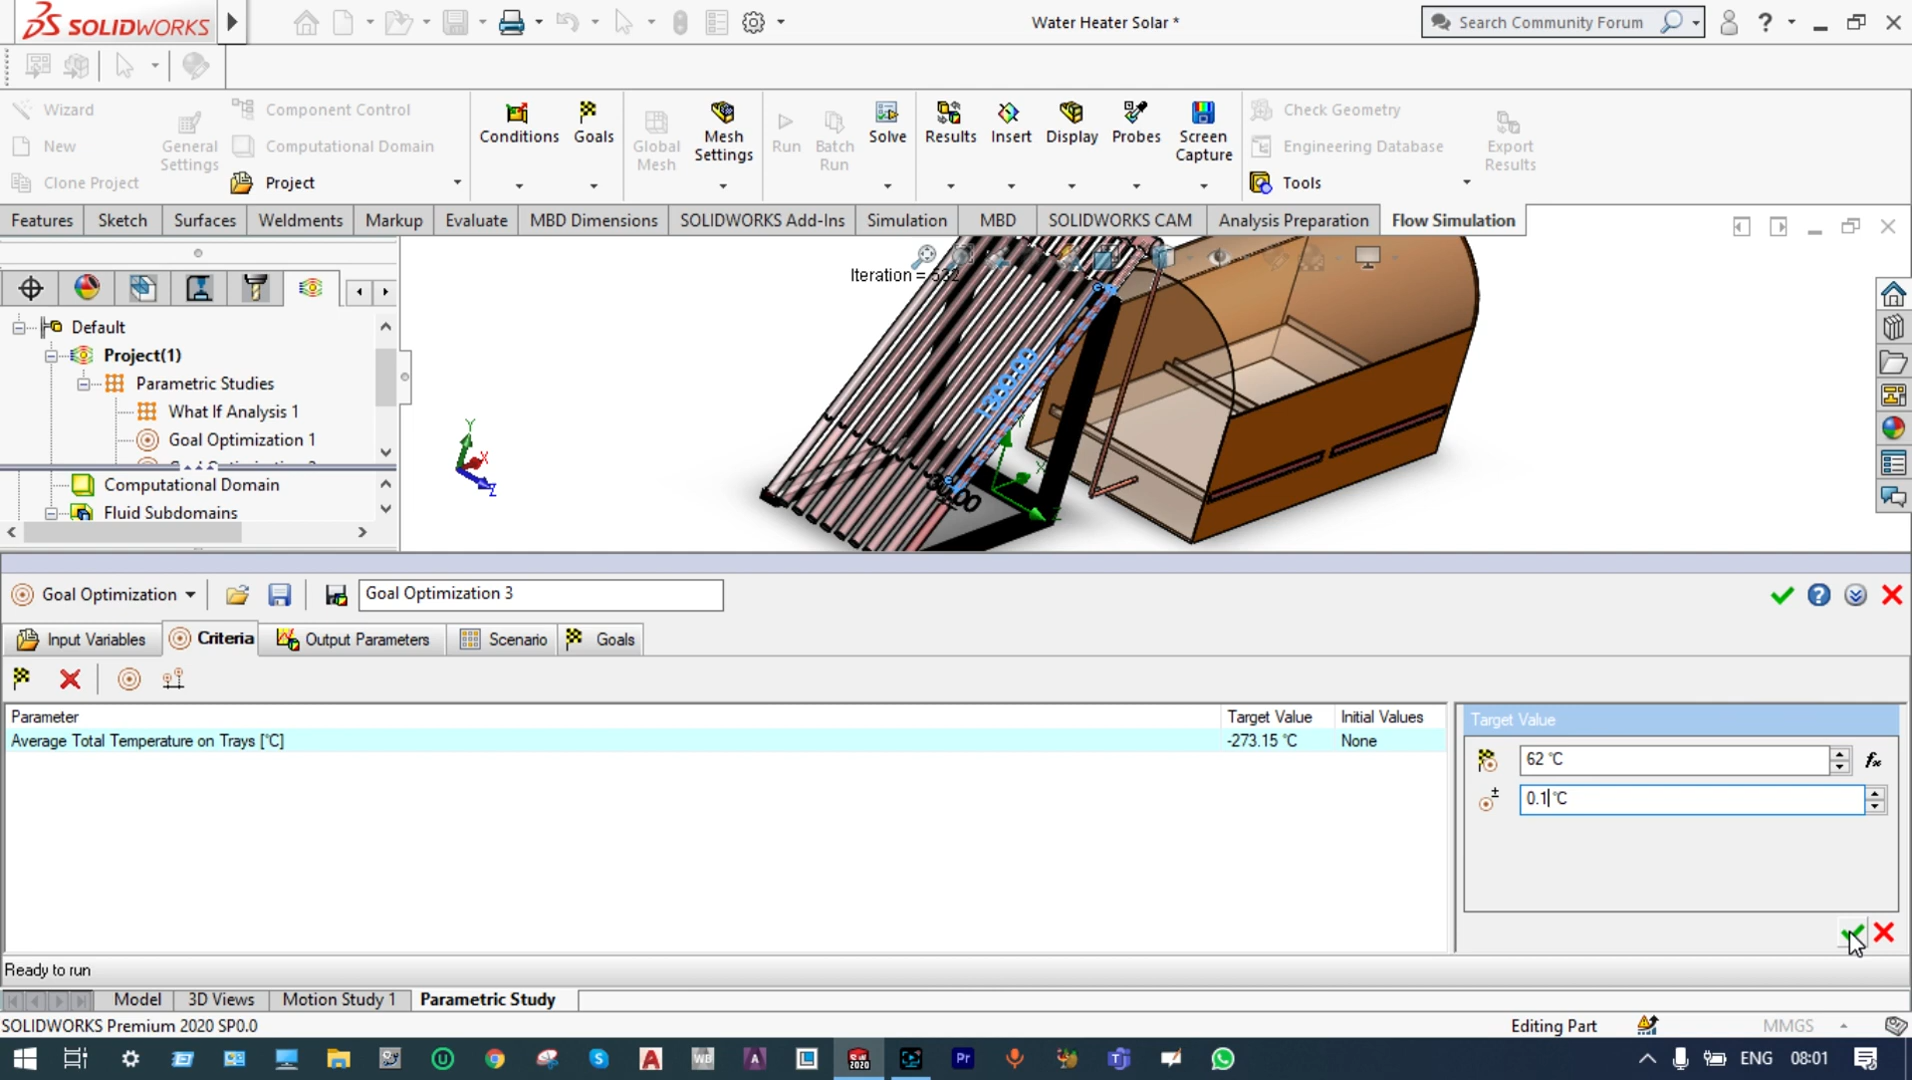 SOLIDWORKS
Water Heater Solar *
Search Community Forum
Wizard
New
Clone Project
General Settings
Component Control
Computational Domain
Project
Conditions
Goals
Global Mesh
Mesh Settings
Run
Batch Run
Solve
Results
Insert
Display
Probes
Screen Capture
Check Geometry
Engineering Database
Tools
Export Results
Features
Sketch
Surfaces
Weldments
Markup
Evaluate
MBD Dimensions
SOLIDWORKS Add-Ins
Simulation
MBD
SOLIDWORKS CAM
Analysis Preparation
Flow Simulation
Default
Project(1)
Parametric Studies
What If Analysis 1
Goal Optimization 1
Computational Domain
Fluid Subdomains
Iteration = 532
1300.00
Y
X
Z
Goal Optimization
Goal Optimization 3
Input Variables
Criteria
Output Parameters
Scenario
Goals
Parameter Target Value Initial Values
Average Total Temperature on Trays [°C] -273.15 °C None
Target Value
62 °C
0.1 °C
Ready to run
Model
3D Views
Motion Study 1
Parametric Study
SOLIDWORKS Premium 2020 SP0.0
Editing Part
MMGS
ENG
08:01